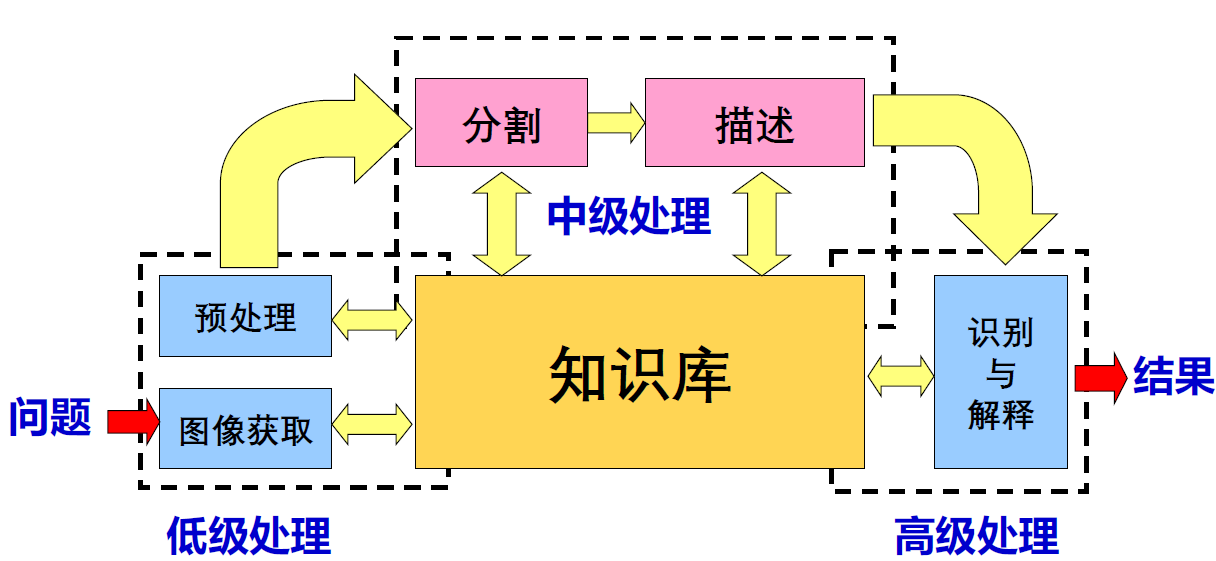 分割
描述
中级处理
预处理
知识库
识别
与
解释
结果
问题
图像获取
低级处理
高级处理